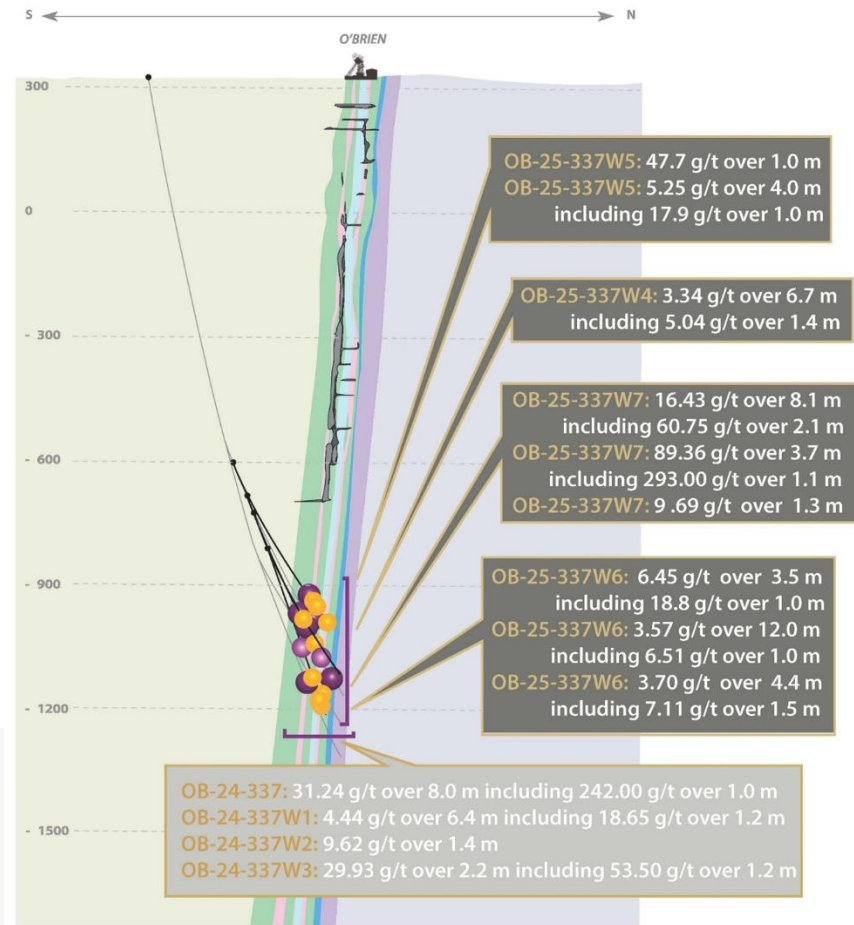 S N
O'BRIEN
300
0
- 300
- 600
- 900
- 1200
- 1500
OB-25-337W5: 47.7 g/t over 1.0 m
OB-25-337W5: 5.25 g/t over 4.0 m
including 17.9 g/t over 1.0 m
OB-25-337W4: 3.34 g/t over 6.7 m
including 5.04 g/t over 1.4 m
OB-25-337W7: 16.43 g/t over 8.1 m
including 60.75 g/t over 2.1 m
OB-25-337W7: 89.36 g/t over 3.7 m
including 293.00 g/t over 1.1 m
OB-25-337W7: 9 .69 g/t over 1.3 m
OB-25-337W6: 6.45 g/t over 3.5 m
including 18.8 g/t over 1.0 m
OB-25-337W6: 3.57 g/t over 12.0 m
including 6.51 g/t over 1.0 m
OB-25-337W6: 3.70 g/t over 4.4 m
including 7.11 g/t over 1.5 m
OB-24-337: 31.24 g/t over 8.0 m including 242.00 g/t over 1.0 m
OB-24-337W1: 4.44 g/t over 6.4 m including 18.65 g/t over 1.2 m
OB-24-337W2: 9.62 g/t over 1.4 m
OB-24-337W3: 29.93 g/t over 2.2 m including 53.50 g/t over 1.2 m